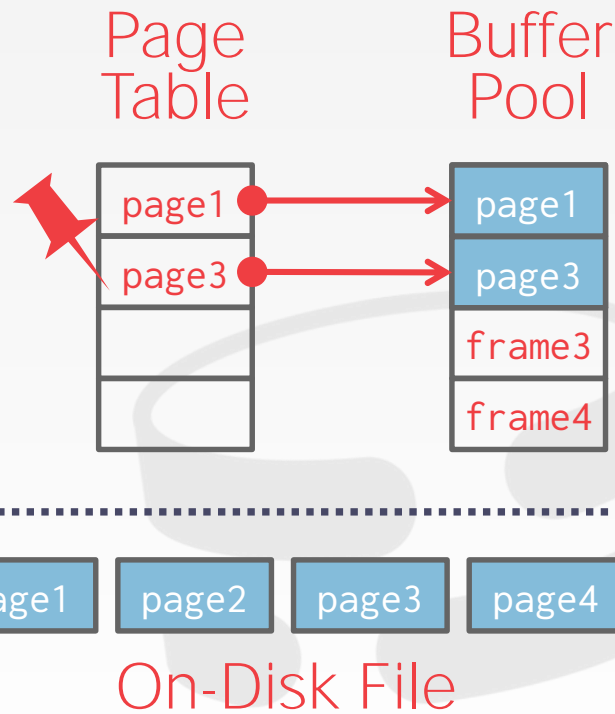 Page
Table
Buffer
Pool
page1
page3
page1
page3
frame3
frame4
age1
page2
page3
page4
On-Disk File